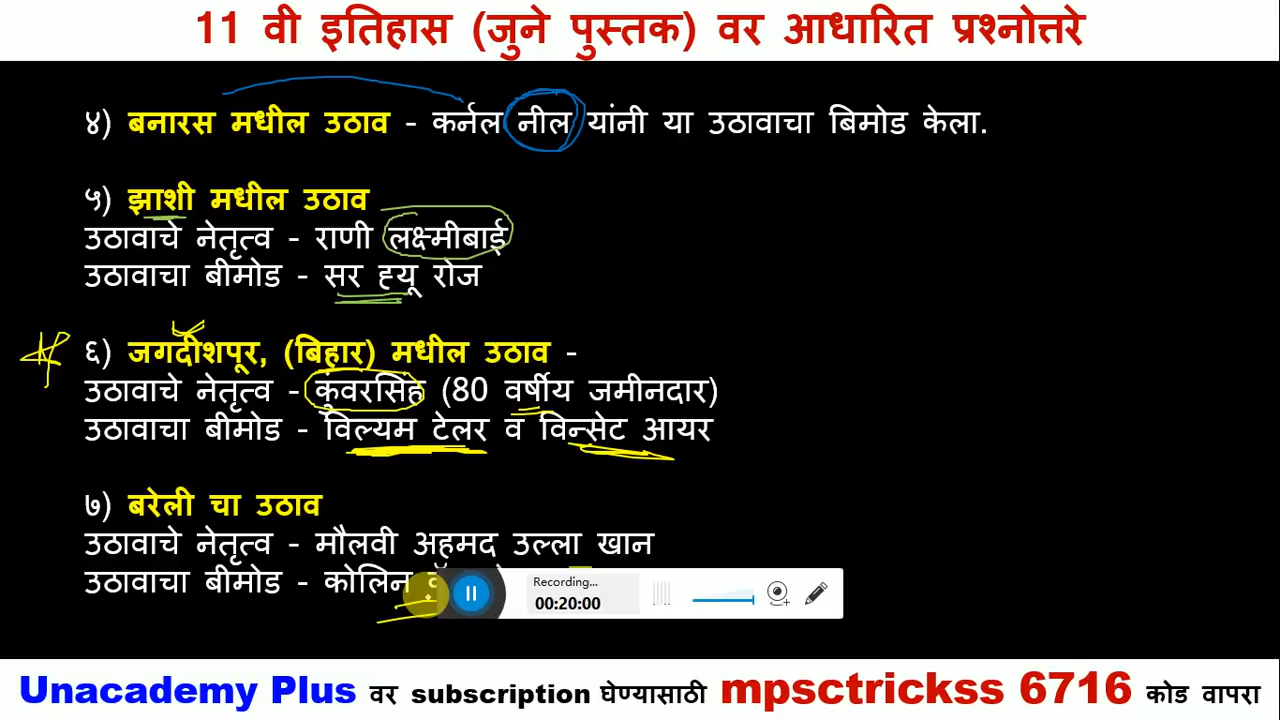 11 वी इतिहास (जुने पुस्तक) वर आधारित प्रश्नोत्तरे
४) बनारस मधील उठाव - कर्नल नील यांनी या उठावाचा बिमोड केला.
५) झाशी मधील उठाव
उठावाचे नेतृत्व - राणी लक्ष्मीबाई
उठावाचा बीमोड - सर ह्यू रोज
६) जगदीशपूर, (बिहार) मधील उठाव -
उठावाचे नेतृत्व - कूंवरसिंह (80 वर्षीय जमीनदार)
उठावाचा बीमोड - विल्यम टेलर व विन्सेट आयर
७) बरेली चा उठाव
उठावाचे नेतृत्व - मौलवी अहमद उल्ला खान
उठावाचा बीमोड - कोलिन
Recording...
00:20:00
Unacademy Plus वर subscription घेण्यासाठी mpsctrickss 6716 कोड वापरा